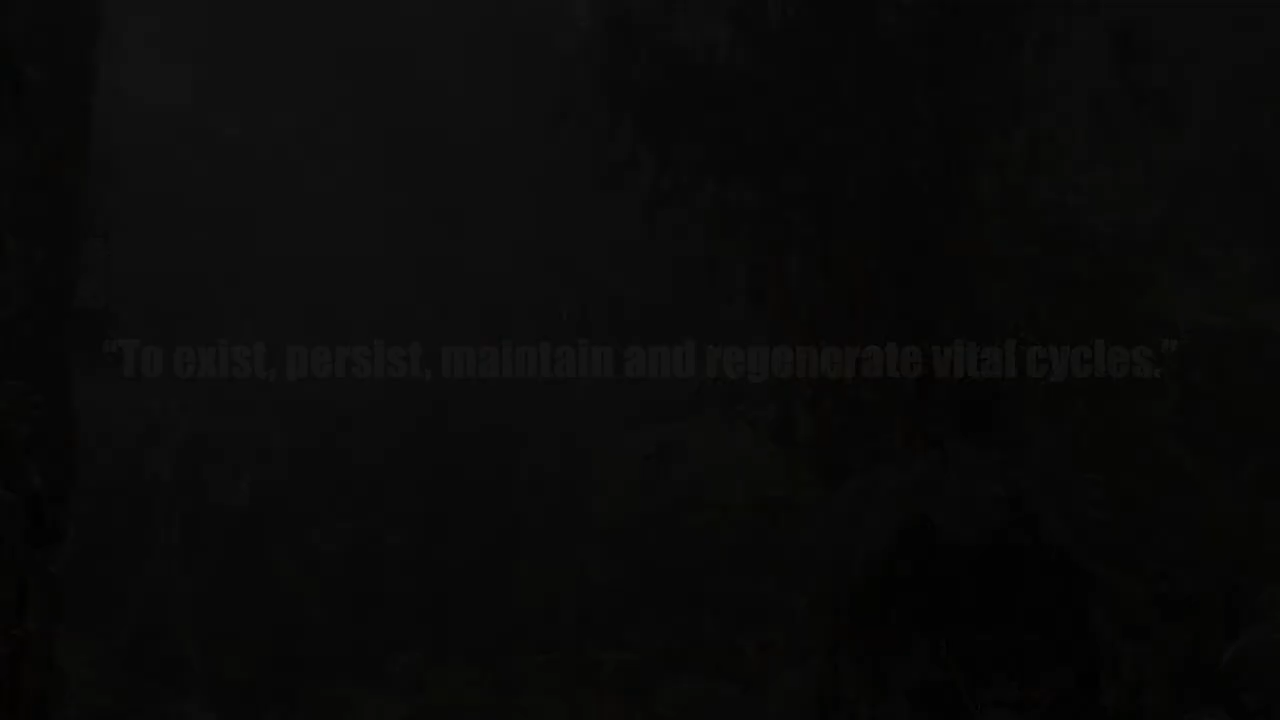 “To exist, persist, maintain and regenerate vital cycles.”